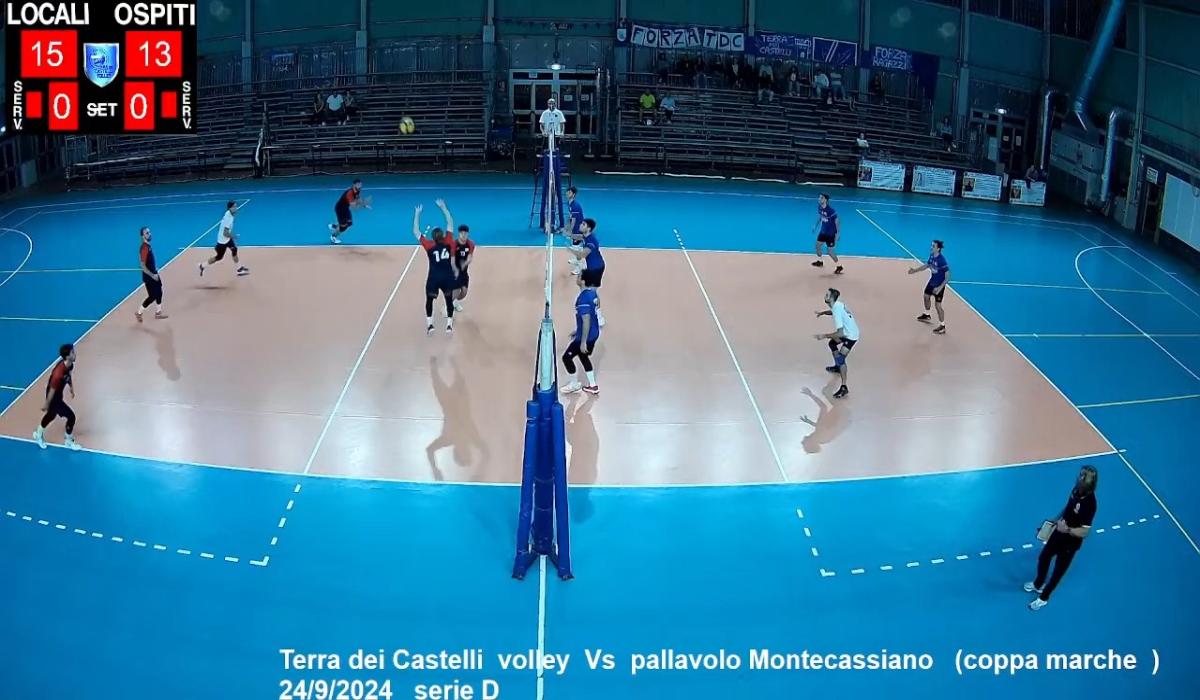 LOCALI OSPITI
15 13
SERV. 0 SET 0 SERV.
FORZA TDC
TERRA
CASTELLI
FORZA
RAGAZZI
14
Terra dei Castelli volley Vs pallavolo Montecassiano (coppa marche )
24/9/2024 serie D